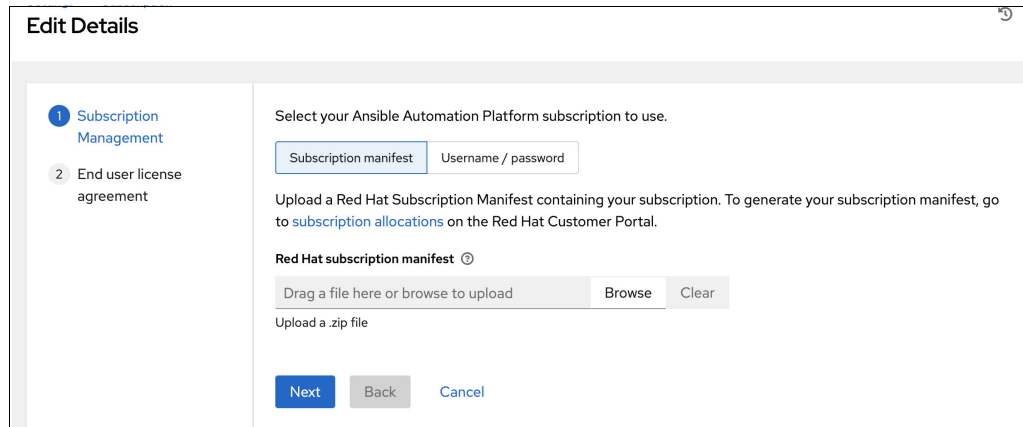 Edit Details
1 Subscription
Management
2 End user license
agreement
Select your Ansible Automation Platform subscription to use.
Subscription manifest Username / password
Upload a Red Hat Subscription Manifest containing your subscription. To generate your subscription manifest, go
to subscription allocations on the Red Hat Customer Portal.
Red Hat subscription manifest
Drag a file here or browse to upload Browse Clear
Upload a .zip file
Next Back Cancel